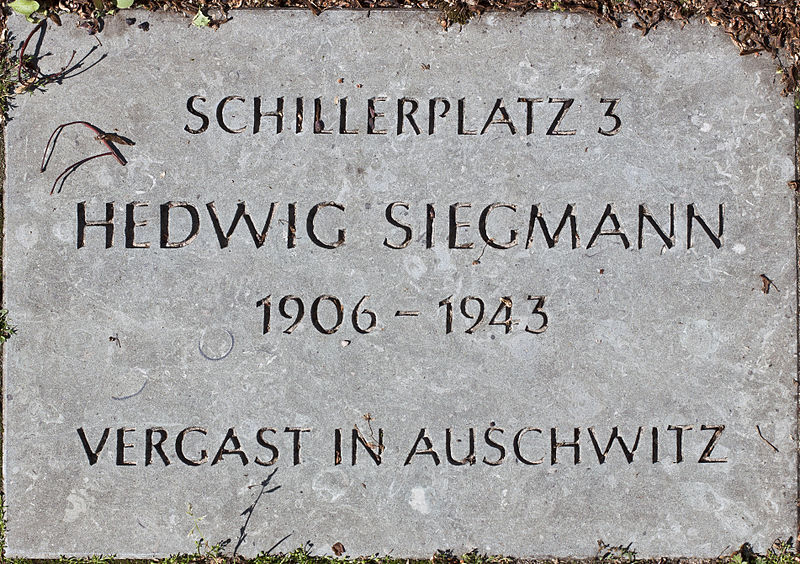 SCHILLERPLATZ 3
HEDWIG SIEGMANN
1906 – 1943
VERGAST IN AUSCHWITZ